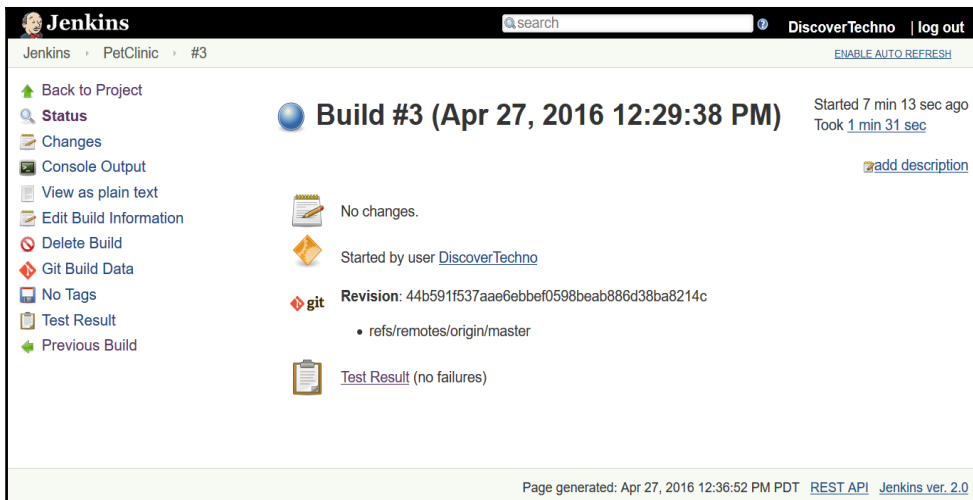 Jenkins
search
DiscoverTechno | log out
Jenkins PetClinic #3
ENABLE AUTO REFRESH
Back to Project
Status
Changes
Console Output
View as plain text
Edit Build Information
Delete Build
Git Build Data
No Tags
Test Result
Previous Build
Build #3 (Apr 27, 2016 12:29:38 PM)
Started 7 min 13 sec ago
Took 1 min 31 sec
add description
No changes.
Started by user DiscoverTechno
git Revision: 44b591f537aae6ebbef0598beab886d38ba8214c
• refs/remotes/origin/master
Test Result (no failures)
Page generated: Apr 27, 2016 12:36:52 PM PDT REST API Jenkins ver. 2.0